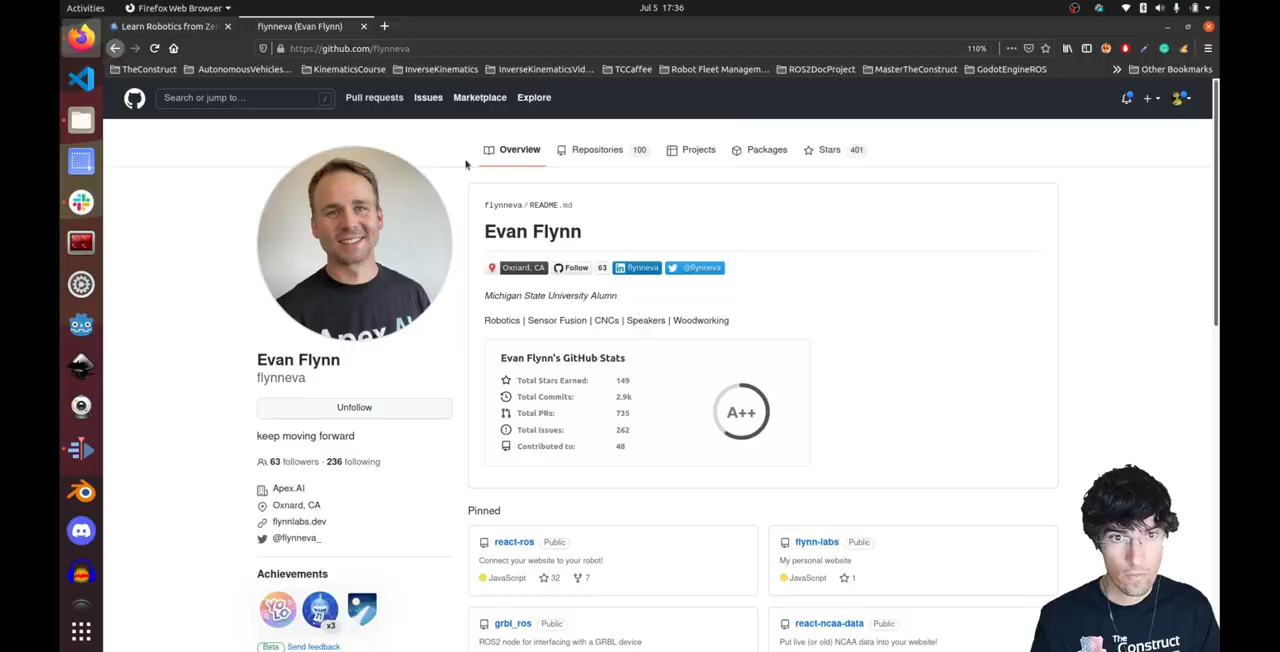 Activities
Firefox Web Browser
Jul 5 17:36
Learn Robotics from Zer
flynneva (Evan Flynn)
https://github.com/flynneva
110%
TheConstruct
AutonomousVehicles...
KinematicsCourse
InverseKinematics
InverseKinematicsVid...
TCCaffee
Robot Fleet Managem...
ROS2DocProject
MasterTheConstruct
GodotEngineROS
Other Bookmarks
Search or jump to...
/
Pull requests
Issues
Marketplace
Explore
Overview
Repositories 100
Projects
Packages
Stars 401
flynneva/README.md
Evan Flynn
Oxnard, CA
Follow 63
flynneva
@flynneva
Michigan State University Alumn
Robotics | Sensor Fusion | CNCs | Speakers | Woodworking
Evan Flynn's GitHub Stats
Total Stars Earned: 149
Total Commits: 2.9k
Total PRs: 735
Total Issues: 262
Contributed to: 48
A++
Apex.AI
Evan Flynn
flynneva
Unfollow
keep moving forward
63 followers · 236 following
Apex.AI
Oxnard, CA
flynnlabs.dev
@flynneva_
Achievements
YOLO
x3
Beta Send feedback
Pinned
react-ros Public
Connect your website to your robot!
JavaScript 32 7
flynn-labs Public
My personal website
JavaScript 1
grbl_ros Public
ROS2 node for interfacing with a GRBL device
react-ncaa-data Public
Put live (or old) NCAA data into your website!
The
Construct